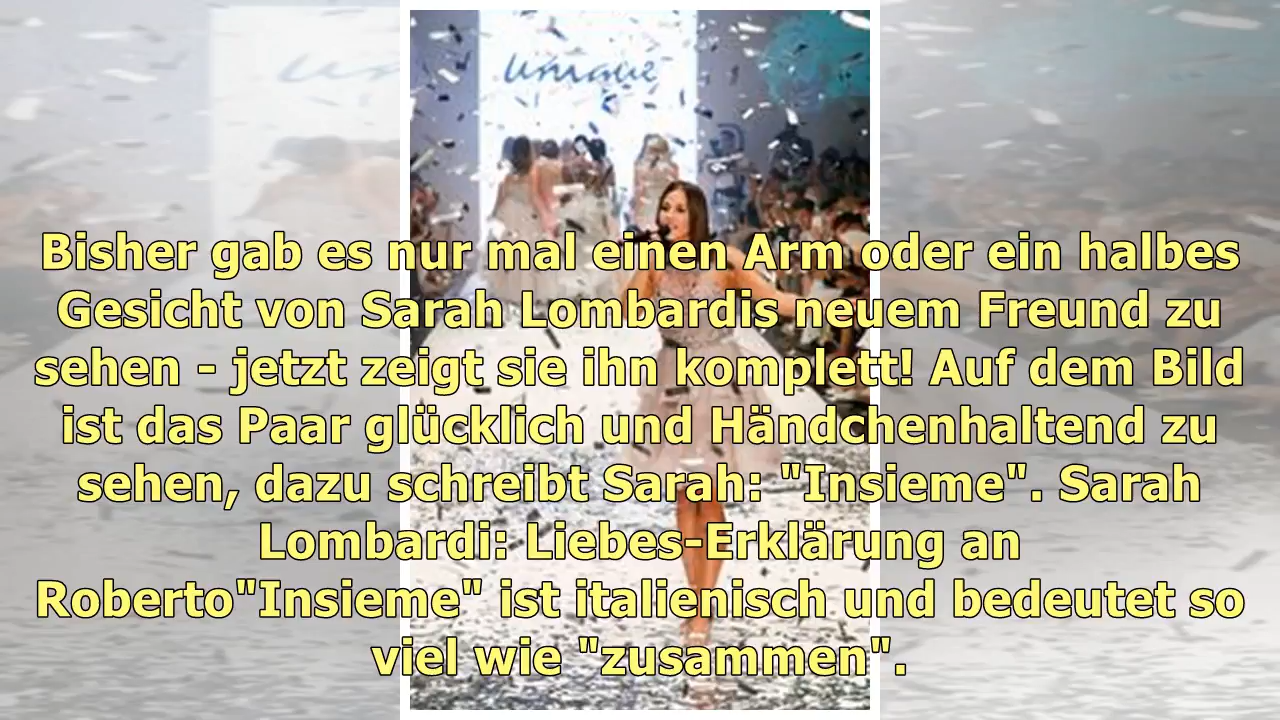 unique
Bisher gab es nur mal einen Arm oder ein halbes
Gesicht von Sarah Lombardis neuem Freund zu
sehen - jetzt zeigt sie ihn komplett! Auf dem Bild
ist das Paar glücklich und Händchenhaltend zu
sehen, dazu schreibt Sarah: "Insieme". Sarah
Lombardi: Liebes-Erklärung an
Roberto"Insieme" ist italienisch und bedeutet so
viel wie "zusammen".